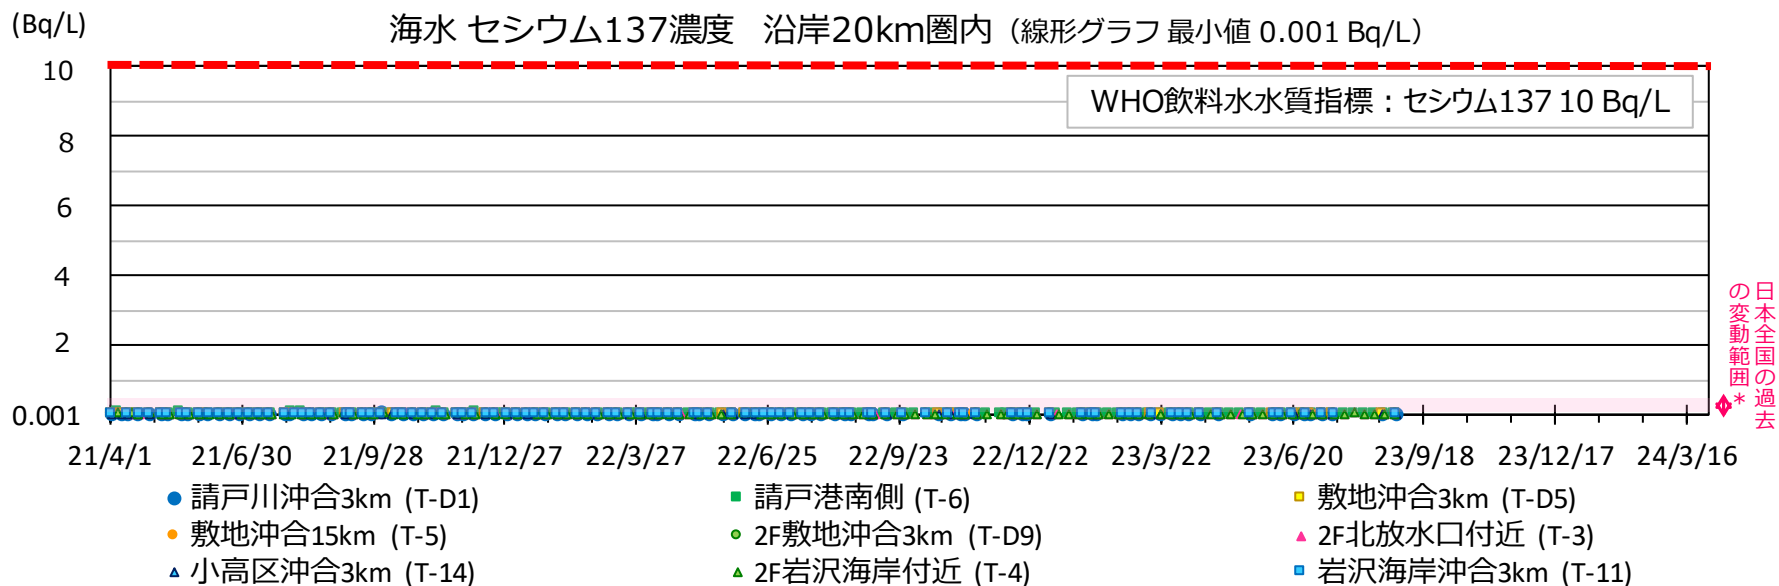 (Bq/L)
海水 セシウム137濃度 沿岸20km圏内（線形グラフ 最小値 0.001 Bq/L）
10
WHO飲料水水質指標：セシウム137 10 Bq/L
8
6
4
2
0.001
日本全国の過去
の変動範囲*
21/4/1 21/6/30 21/9/28 21/12/27 22/3/27 22/6/25 22/9/23 22/12/22 23/3/22 23/6/20 23/9/18 23/12/17 24/3/16
請戸川沖合3km (T-D1) 請戸港南側 (T-6) 敷地沖合3km (T-D5)
敷地沖合15km (T-5) 2F敷地沖合3km (T-D9) 2F北放水口付近 (T-3)
小高区沖合3km (T-14) 2F岩沢海岸付近 (T-4) 岩沢海岸沖合3km (T-11)